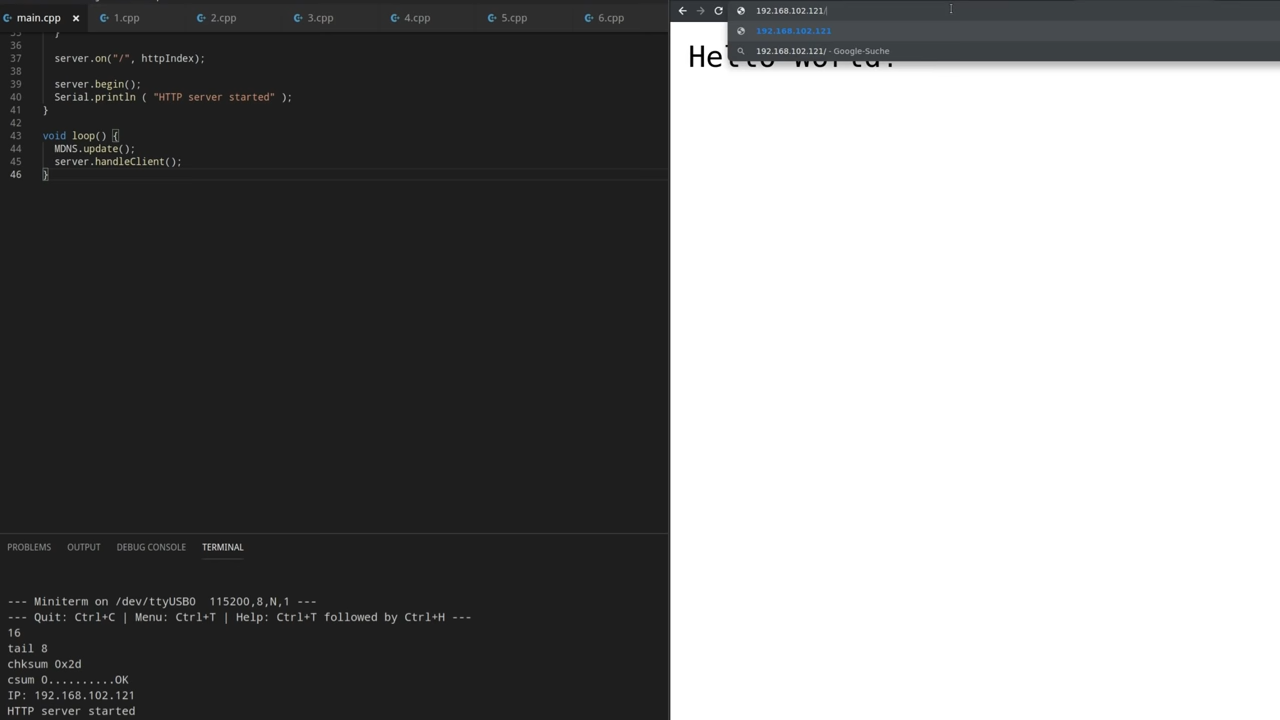 main.cpp × 1.cpp 2.cpp 3.cpp 4.cpp 5.cpp 6.cpp
35 }
36
37 server.on("/", httpIndex);
38
39 server.begin();
40 Serial.println ( "HTTP server started" );
41 }
42
43 void loop() {
44 MDNS.update();
45 server.handleClient();
46 }
PROBLEMS OUTPUT DEBUG CONSOLE TERMINAL
--- Miniterm on /dev/ttyUSB0 115200,8,N,1 ---
--- Quit: Ctrl+C | Menu: Ctrl+T | Help: Ctrl+T followed by Ctrl+H ---
16
tail 8
chksum 0x2d
csum 0..........OK
IP: 192.168.102.121
HTTP server started
192.168.102.121/
192.168.102.121
192.168.102.121/ - Google-Suche
Hello World!